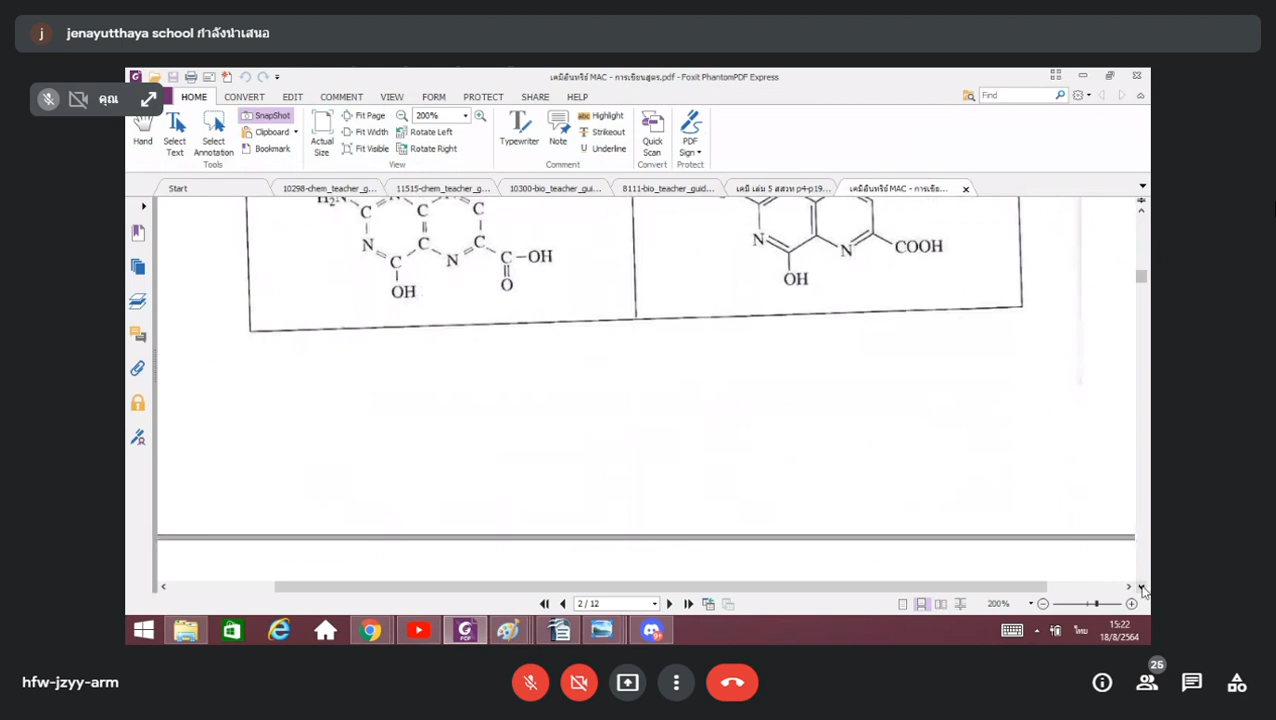 j jenayutthaya school กำลังนำเสนอ
เคมีอินทรีย์ MAC - การเขียนสูตร.pdf - Foxit PhantomPDF Express
คุณ
HOME CONVERT EDIT COMMENT VIEW FORM PROTECT SHARE HELP
Find
Hand
Select
Text
Select
Annotation
SnapShot
Clipboard
Bookmark
Tools
Actual
Size
Fit Page
Fit Width
Fit Visible
200%
Rotate Left
Rotate Right
View
Typewriter
Note
Highlight
Strikeout
Underline
Comment
Quick
Scan
Convert
PDF
Sign
Protect
Start
10298-chem_teacher_g...
11515-chem_teacher_g...
10300-bio_teacher_gui...
8111-bio_teacher_guid...
เคมี เล่ม 5 สสวท p4-p19...
เคมีอินทรีย์ MAC - การเขีย...
H2N
C C C
N C C
C N C – OH
OH O
N N COOH
OH
2 / 12
200%
PDF
9+
ไทย
15:22
18/8/2564
hfw-jzyy-arm
26